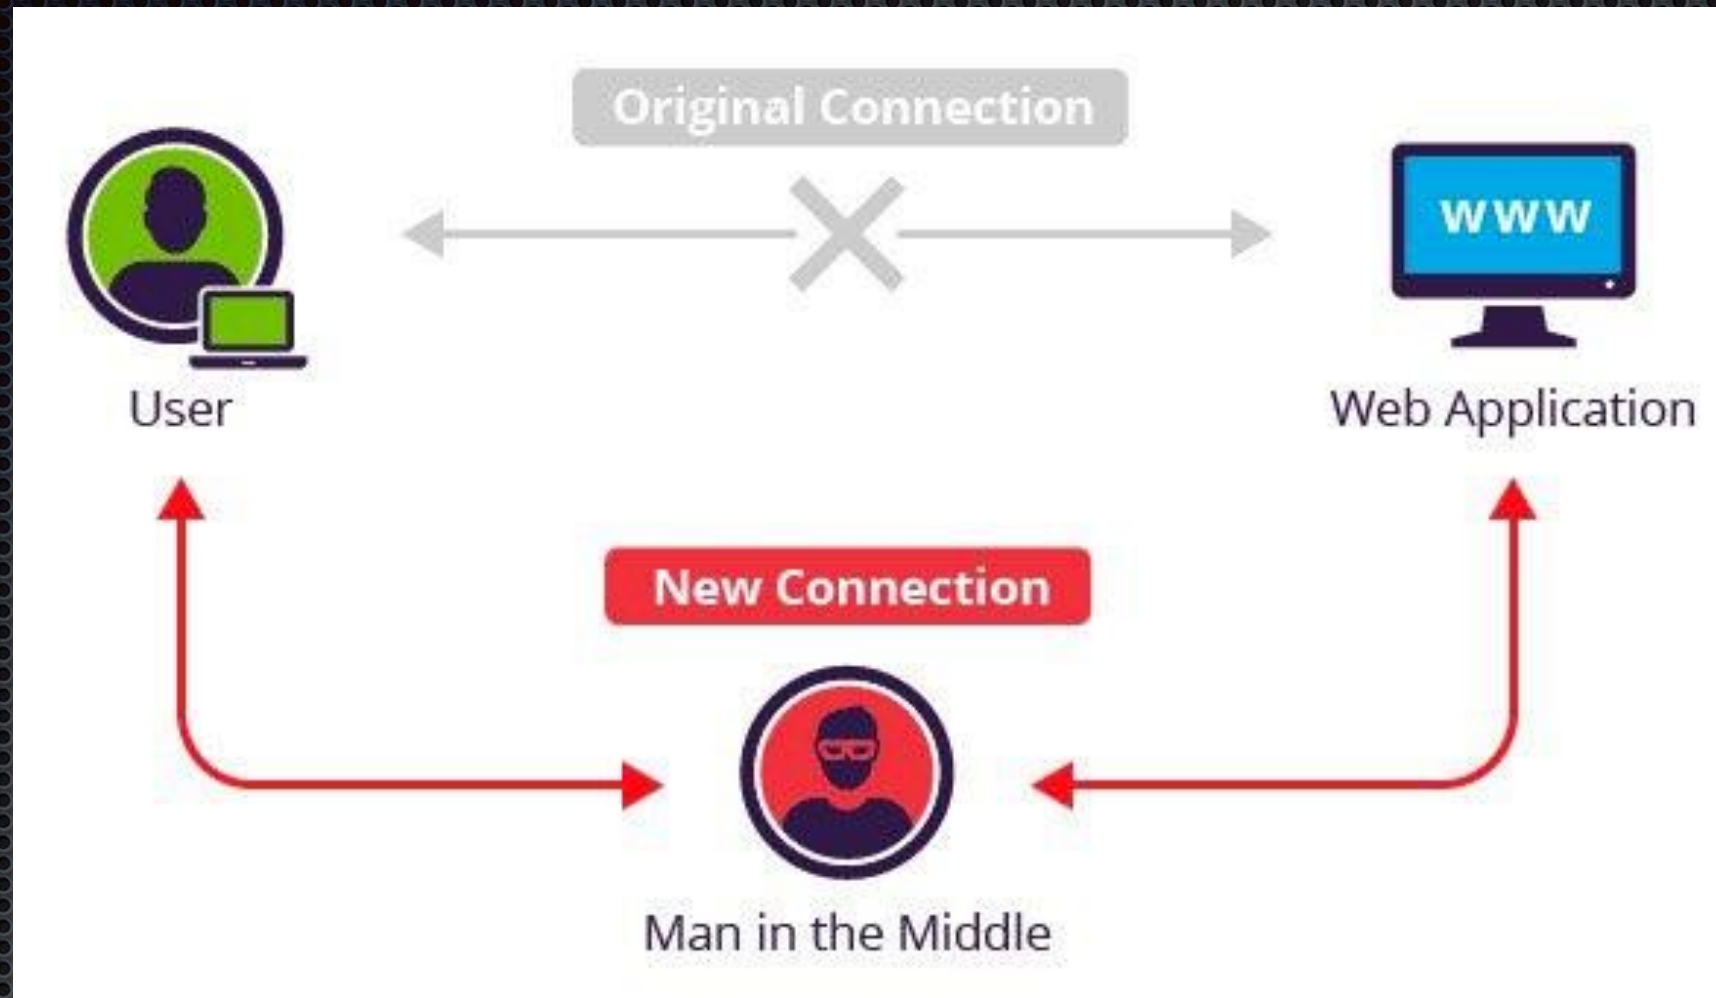 Original Connection
www
User
Web Application
New Connection
Man in the Middle